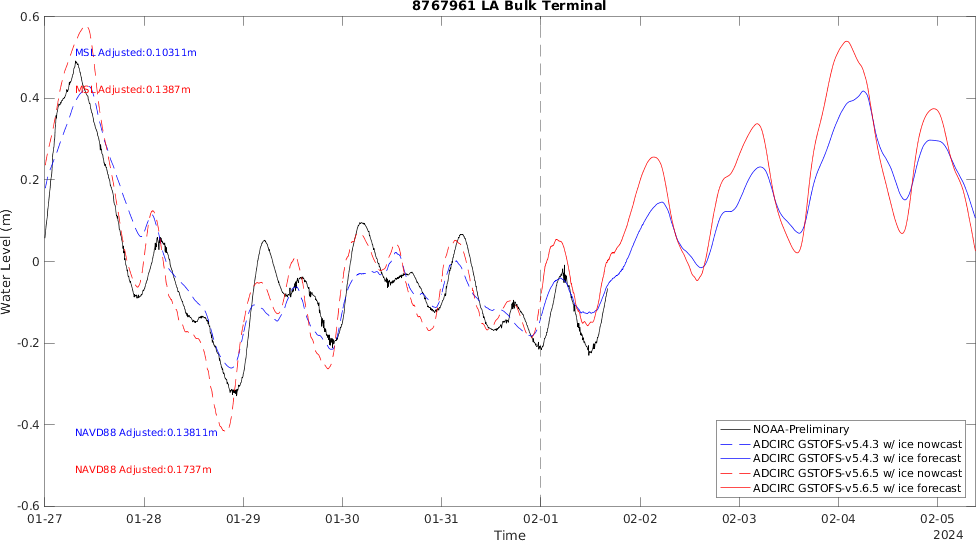 8767961 LA Bulk Terminal
0.6
0.4
0.2
0
-0.2
-0.4
-0.6
Water Level (m)
MSL Adjusted:0.10311m
MSL Adjusted:0.1387m
NAVD88 Adjusted:0.13811m
NAVD88 Adjusted:0.1737m
NOAA-Preliminary
ADCIRC GSTOFS-v5.4.3 w/ ice nowcast
ADCIRC GSTOFS-v5.4.3 w/ ice forecast
ADCIRC GSTOFS-v5.6.5 w/ ice nowcast
ADCIRC GSTOFS-v5.6.5 w/ ice forecast
01-27 01-28 01-29 01-30 01-31 02-01 02-02 02-03 02-04 02-05
Time
2024